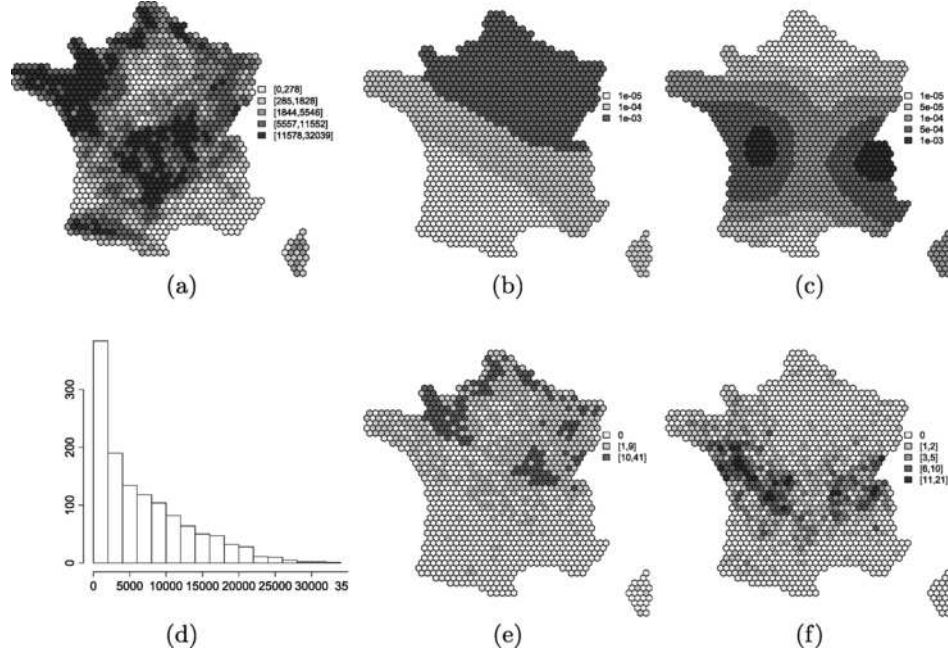 [0,278]
[285,1828]
[1844,5546]
[5557,11552]
[11578,32039]
(a)
1e-05
1e-04
1e-03
(b)
1e-05
5e-05
1e-04
5e-04
1e-03
(c)
300
200
100
0
0 5000 10000 15000 20000 25000 30000 35
(d)
0
[1,9]
[10,41]
(e)
0
[1,2]
[3,5]
[6,10]
[11,21]
(f)